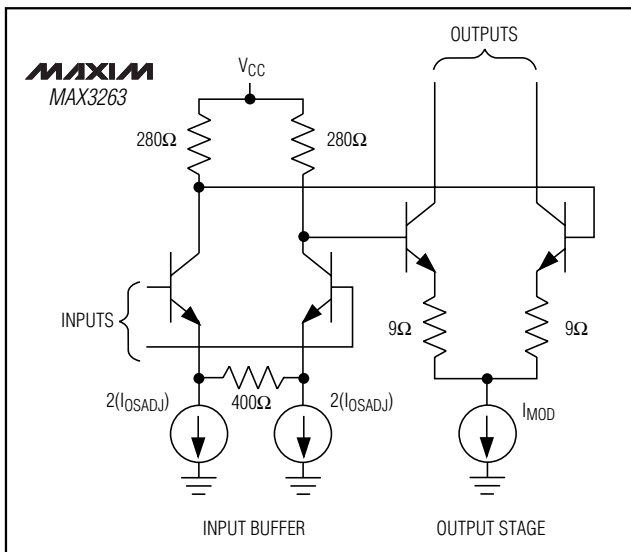 OUTPUTS
MAXIM
MAX3263
VCC
280Ω
280Ω
INPUTS
9Ω
9Ω
2(IOSADJ)
400Ω
2(IOSADJ)
IMOD
INPUT BUFFER
OUTPUT STAGE